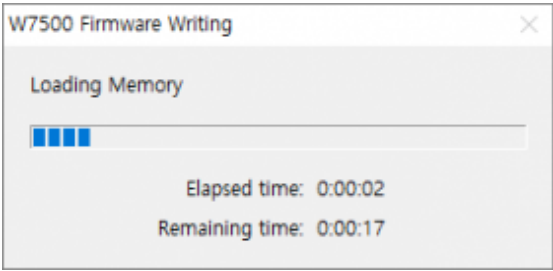 W7500 Firmware Writing
Loading Memory
Elapsed time: 0:00:02
Remaining time: 0:00:17